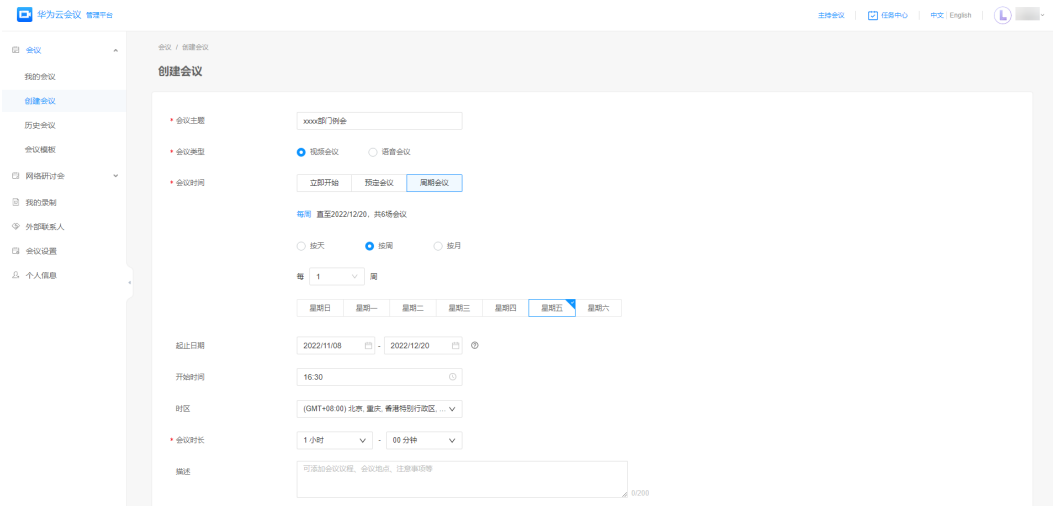 华为云会议 管理平台
主持会议 任务中心 中文 English
会议
我的会议
创建会议
历史会议
会议模板
网络研讨会
我的录制
外部联系人
会议设置
个人信息
会议 / 创建会议
创建会议
* 会议主题 xxxx部门例会
* 会议类型 视频会议 语音会议
* 会议时间 立即开始 预定会议 周期会议
每周 直至2022/12/20, 共6场会议
按天 按周 按月
每 1 周
星期日 星期一 星期二 星期三 星期四 星期五 星期六
起止日期 2022/11/08 - 2022/12/20
开始时间 16:30
时区 (GMT+08:00) 北京, 重庆, 香港特别行政区, ...
* 会议时长 1 小时 - 00 分钟
描述 可添加会议议程、会议地点、注意事项等
0/200